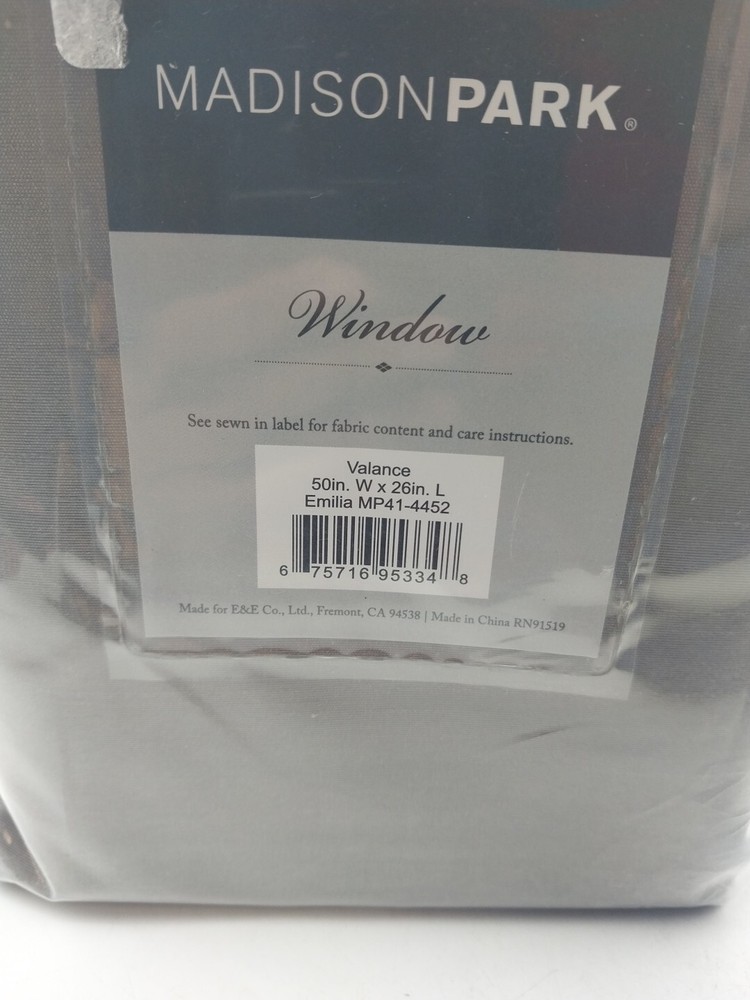 MADISONPARK®
Window
See sewn in label for fabric content and care instructions.
Valance
50in. W x 26in. L
Emilia MP41-4452
6 75716 95334 8
Made for E&E Co., Ltd., Fremont, CA 94538 | Made in China RN91519